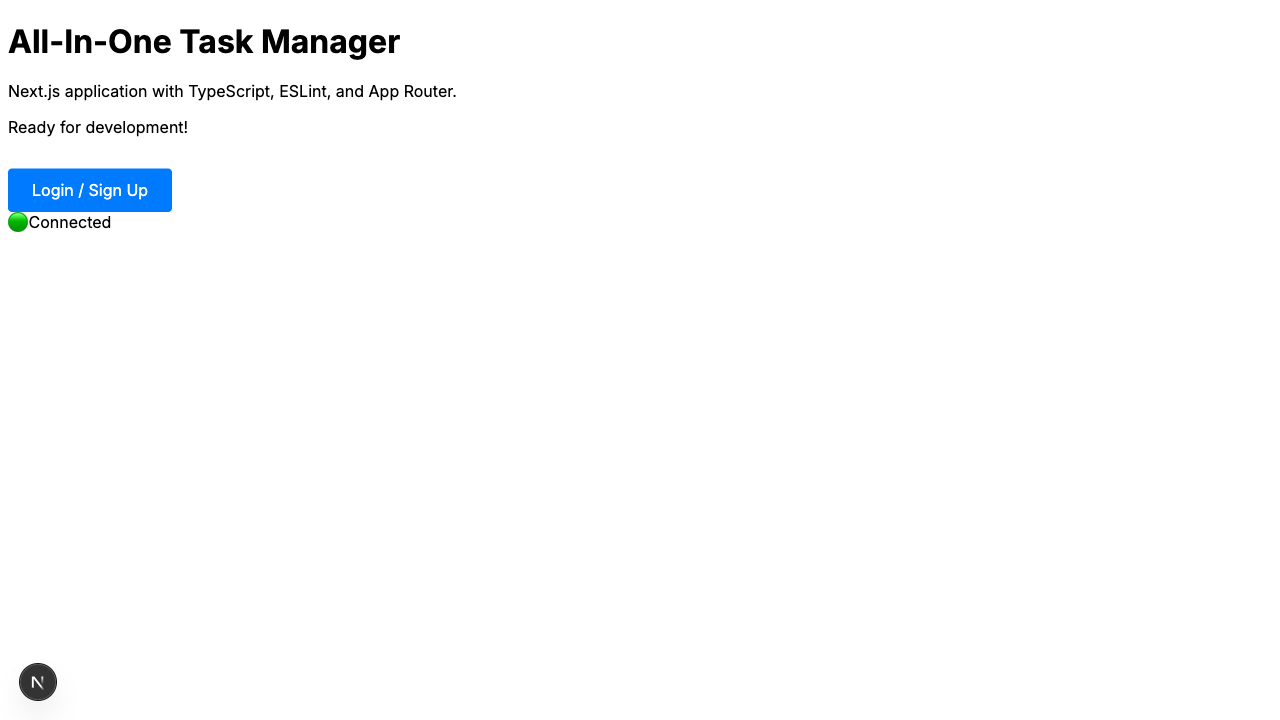 All-In-One Task Manager
Next.js application with TypeScript, ESLint, and App Router.
Ready for development!
Login / Sign Up
Connected
N